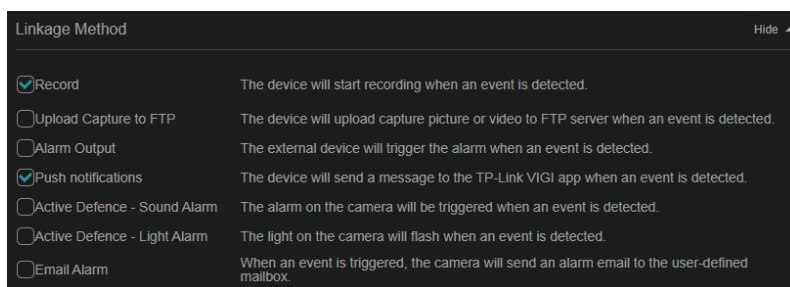 Linkage Method Hide
Record The device will start recording when an event is detected.
Upload Capture to FTP The device will upload capture picture or video to FTP server when an event is detected.
Alarm Output The external device will trigger the alarm when an event is detected.
Push notifications The device will send a message to the TP-Link VIGI app when an event is detected.
Active Defence - Sound Alarm The alarm on the camera will be triggered when an event is detected.
Active Defence - Light Alarm The light on the camera will flash when an event is detected.
Email Alarm When an event is triggered, the camera will send an alarm email to the user-defined
mailbox.